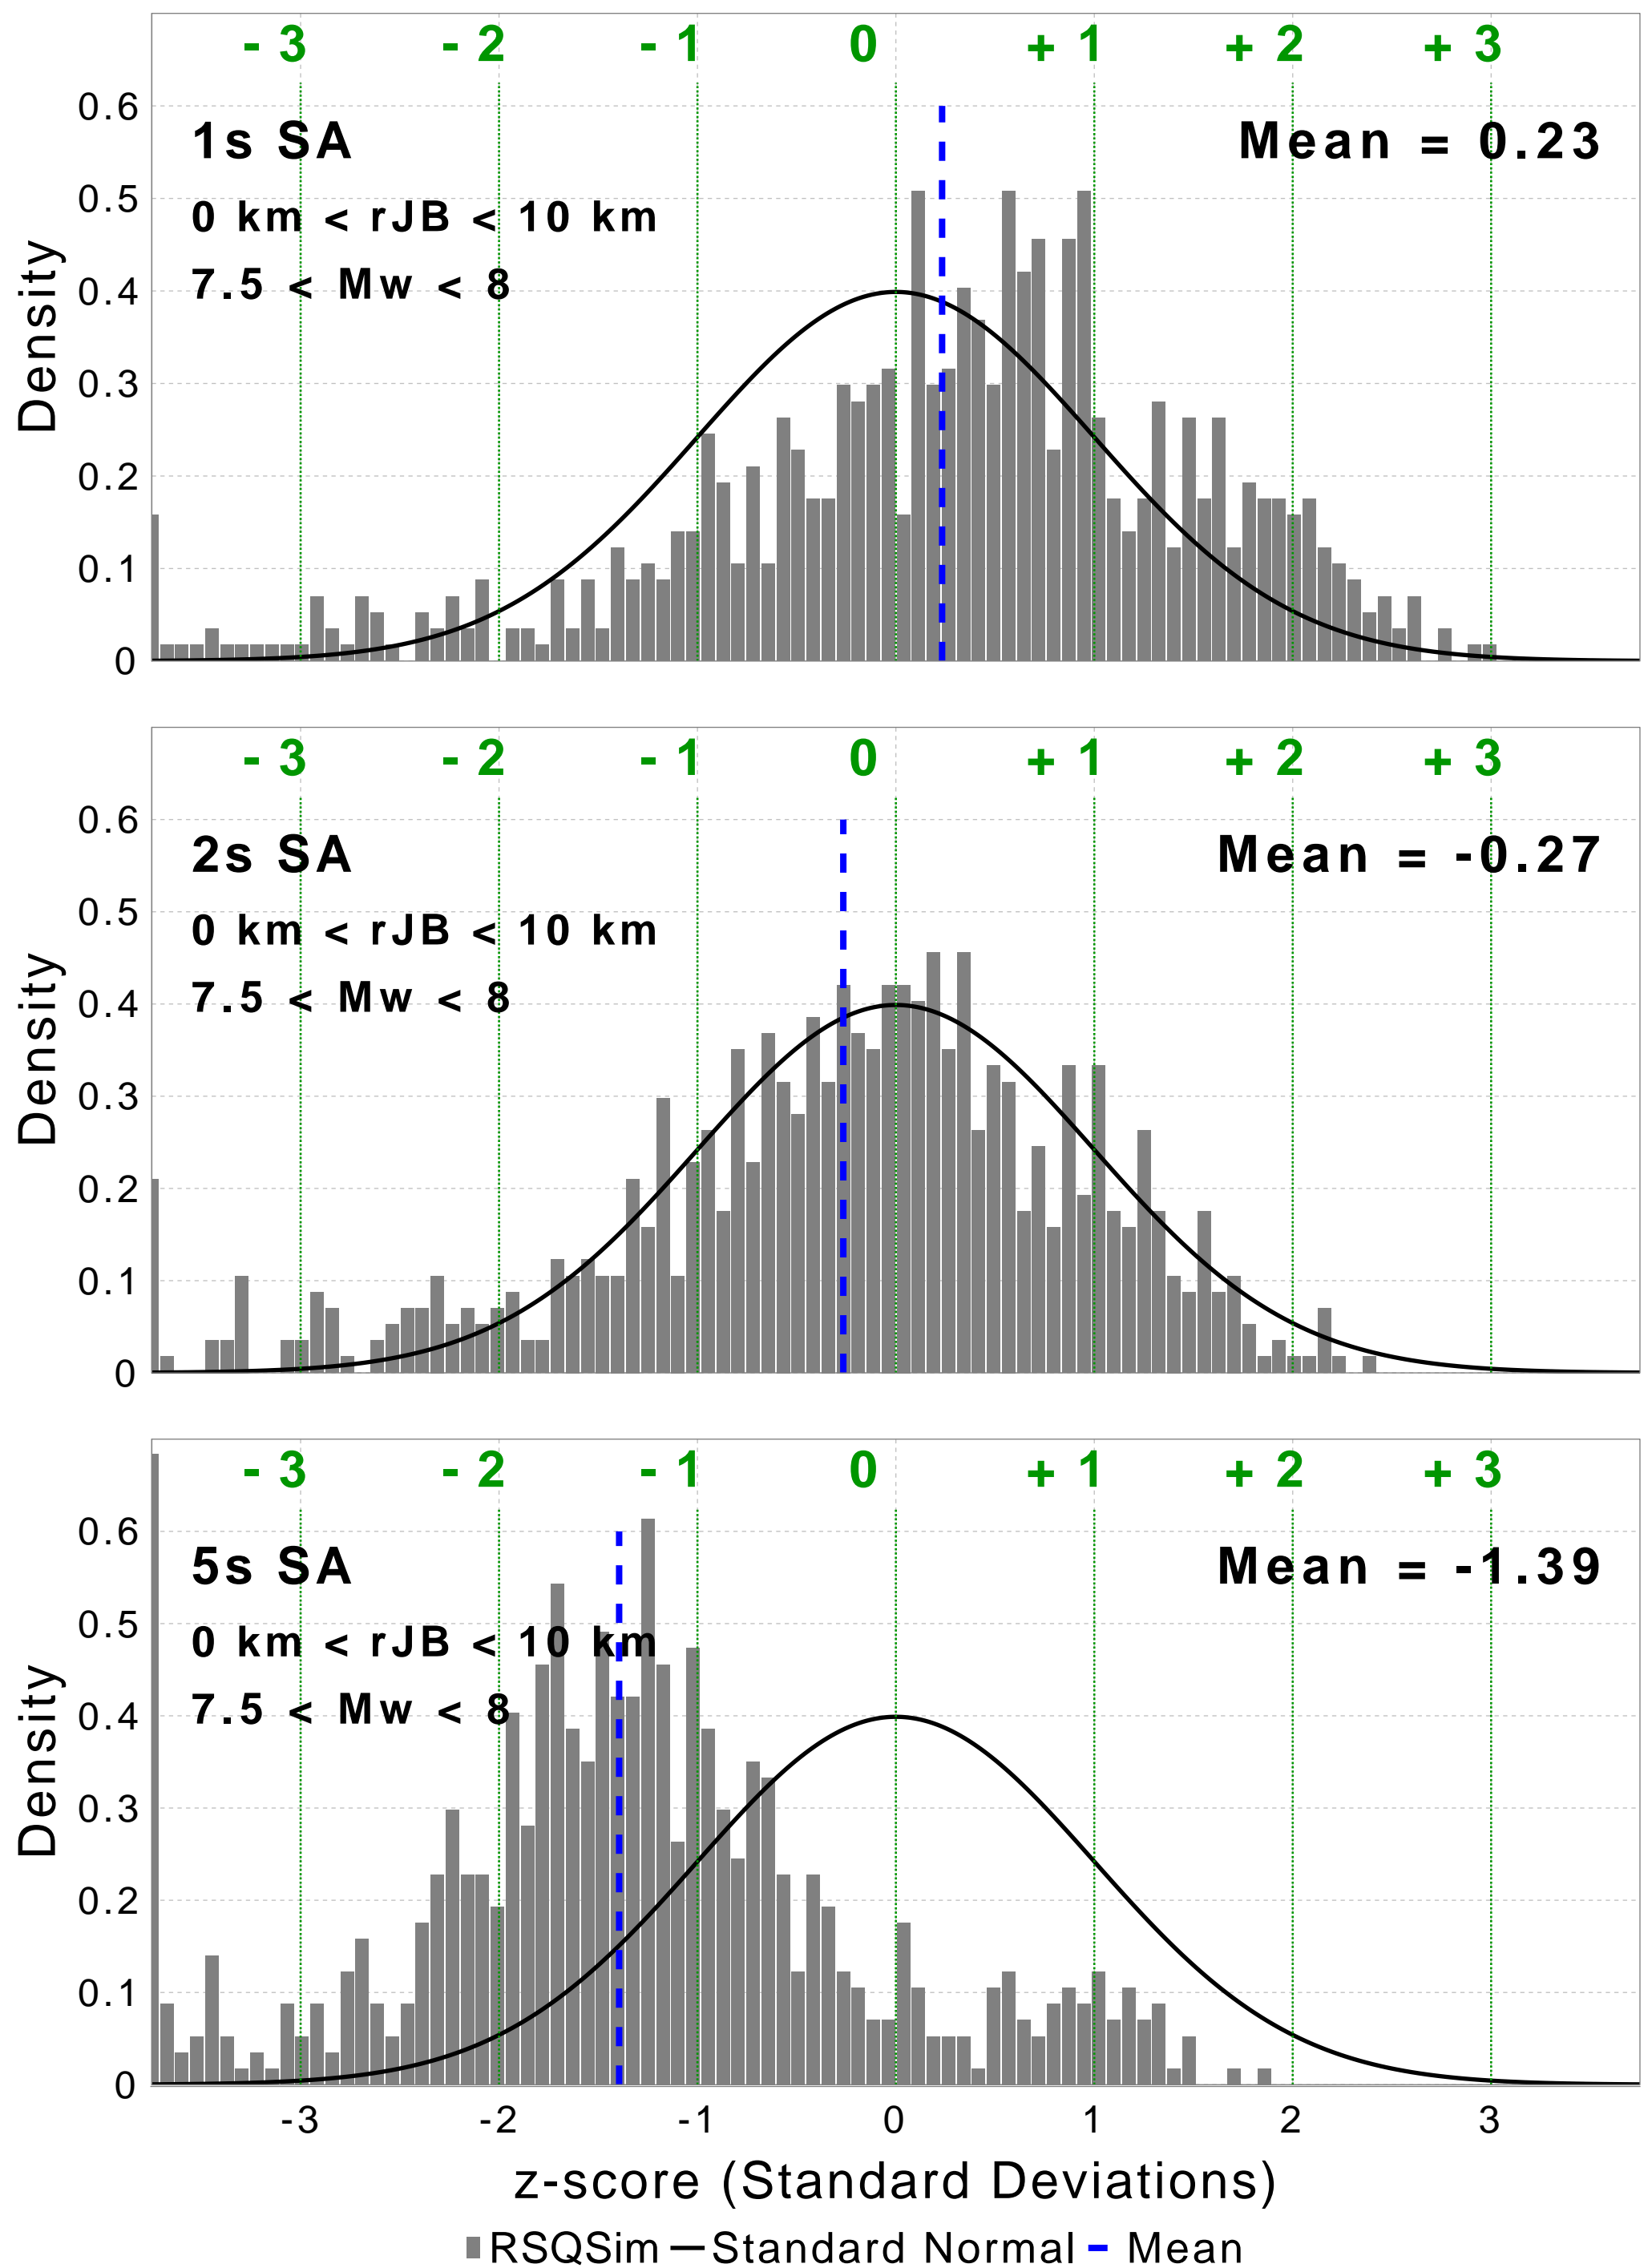 - 3 - 2 - 1 0 + 1 + 2 + 3
0.6
1s SA Mean = 0.23
0.5
0 km < rJB < 10 km
7.5 < Mw < 8
0.4
Density
0.3
0.2
0.1
0
- 3 - 2 - 1 0 + 1 + 2 + 3
0.6
2s SA Mean = -0.27
0.5
0 km < rJB < 10 km
7.5 < Mw < 8
0.4
Density
0.3
0.2
0.1
0
- 3 - 2 - 1 0 + 1 + 2 + 3
0.6
5s SA Mean = -1.39
0.5
0 km < rJB < 10 km
7.5 < Mw < 8
0.4
Density
0.3
0.2
0.1
0
-3 -2 -1 0 1 2 3
z-score (Standard Deviations)
RSQSim Standard Normal Mean